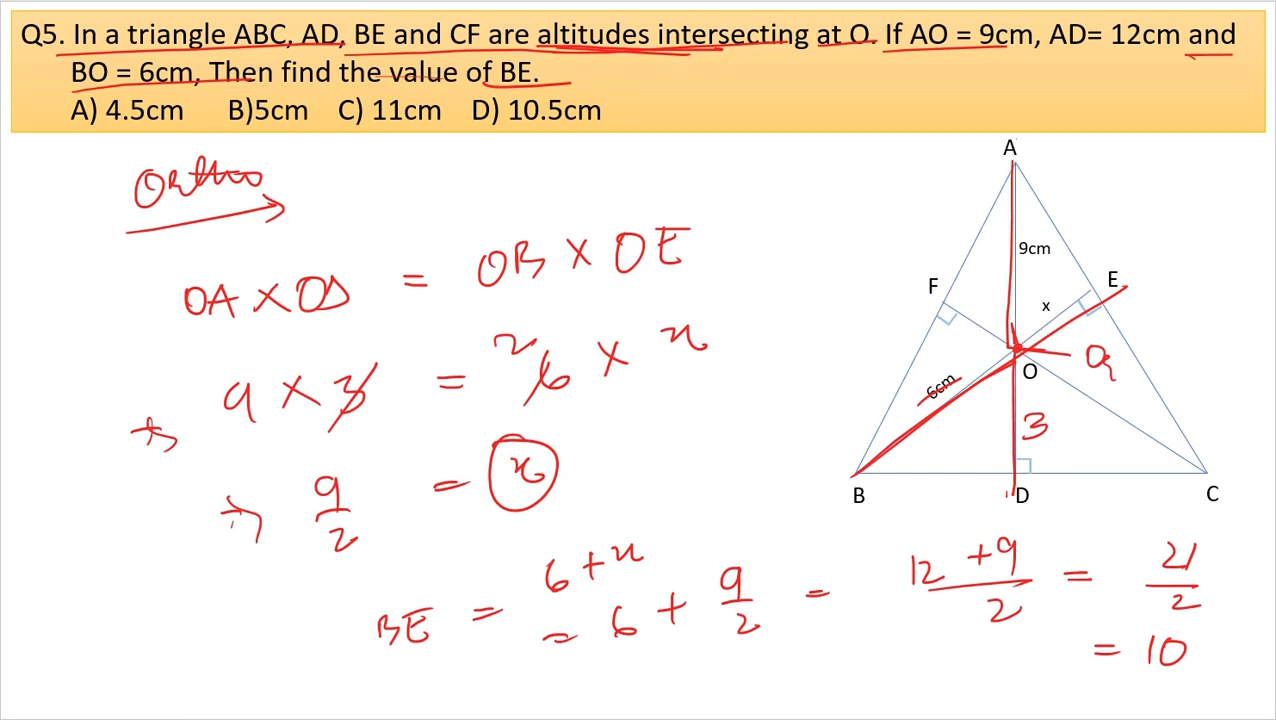 Q5. In a triangle ABC, AD, BE and CF are altitudes intersecting at O. If AO = 9cm, AD= 12cm and
BO = 6cm, Then find the value of BE.
A) 4.5cm B)5cm C) 11cm D) 10.5cm
Ortho
OA × OD = OB × OE
9 × 3 = 2 6 × x
⇒ 9/2 = x
BE = 6 + x
= 6 + 9/2 = 12 + 9 / 2 = 21/2
= 10
A
9cm
F
E
x
6cm
O
3
B
D
C